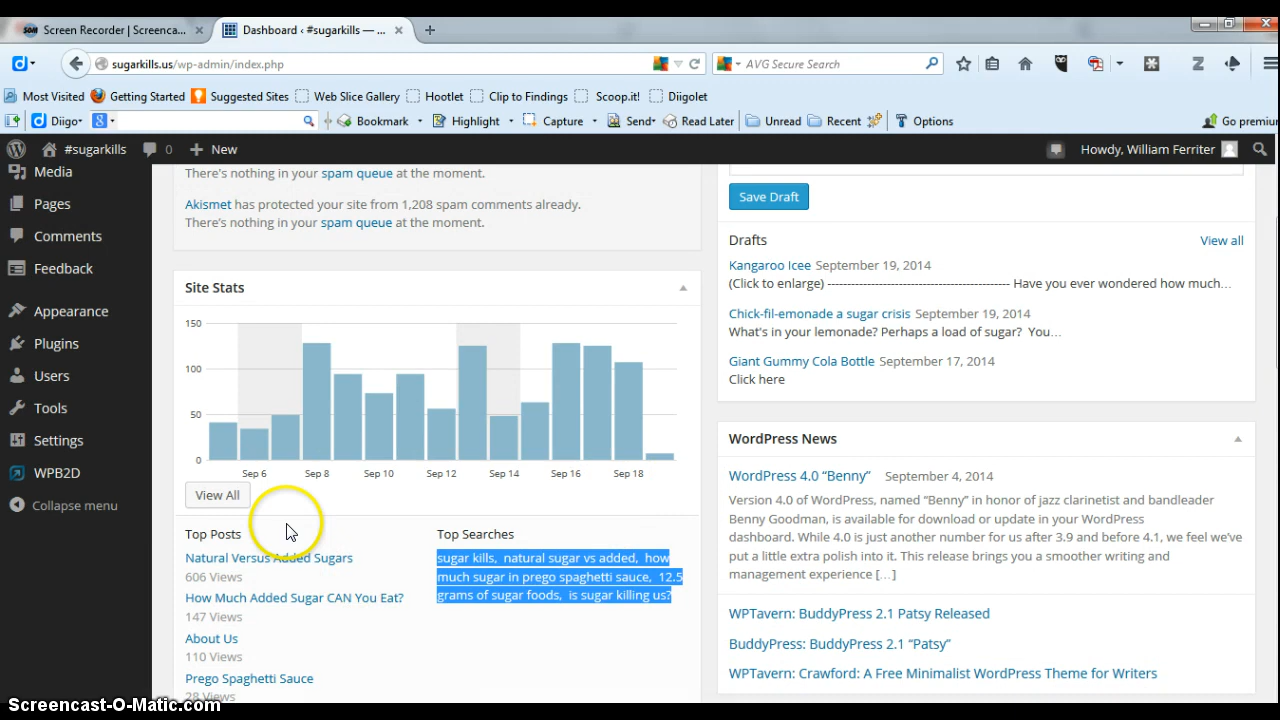 Screen Recorder | Screenca...
Dashboard ‹ #sugarkills — ...
sugarkills.us/wp-admin/index.php
AVG Secure Search
Most Visited
Getting Started
Suggested Sites
Web Slice Gallery
Hootlet
Clip to Findings
Scoop.it!
Diigolet
Diigo
Bookmark
Highlight
Capture
Send
Read Later
Unread
Recent
Options
Go premiu
#sugarkills
0
New
Howdy, William Ferriter
Media
Pages
Comments
Feedback
Appearance
Plugins
Users
Tools
Settings
WPB2D
Collapse menu
There's nothing in your spam queue at the moment.
Akismet has protected your site from 1,208 spam comments already.
There's nothing in your spam queue at the moment.
Site Stats
150
100
50
0
Sep 6
Sep 8
Sep 10
Sep 12
Sep 14
Sep 16
Sep 18
View All
Top Posts
Natural Versus Added Sugars
606 Views
How Much Added Sugar CAN You Eat?
147 Views
About Us
110 Views
Prego Spaghetti Sauce
28 Views
Top Searches
sugar kills, natural sugar vs added, how
much sugar in prego spaghetti sauce, 12.5
grams of sugar foods, is sugar killing us?
Save Draft
Drafts
View all
Kangaroo Icee September 19, 2014
(Click to enlarge) -------------------------------------------- Have you ever wondered how much...
Chick-fil-emonade a sugar crisis September 19, 2014
What's in your lemonade? Perhaps a load of sugar? You...
Giant Gummy Cola Bottle September 17, 2014
Click here
WordPress News
WordPress 4.0 “Benny” September 4, 2014
Version 4.0 of WordPress, named “Benny” in honor of jazz clarinetist and bandleader
Benny Goodman, is available for download or update in your WordPress
dashboard. While 4.0 is just another number for us after 3.9 and before 4.1, we feel we've
put a little extra polish into it. This release brings you a smoother writing and
management experience [...]
WPTavern: BuddyPress 2.1 Patsy Released
BuddyPress: BuddyPress 2.1 “Patsy”
WPTavern: Crawford: A Free Minimalist WordPress Theme for Writers
Screencast-O-Matic.com